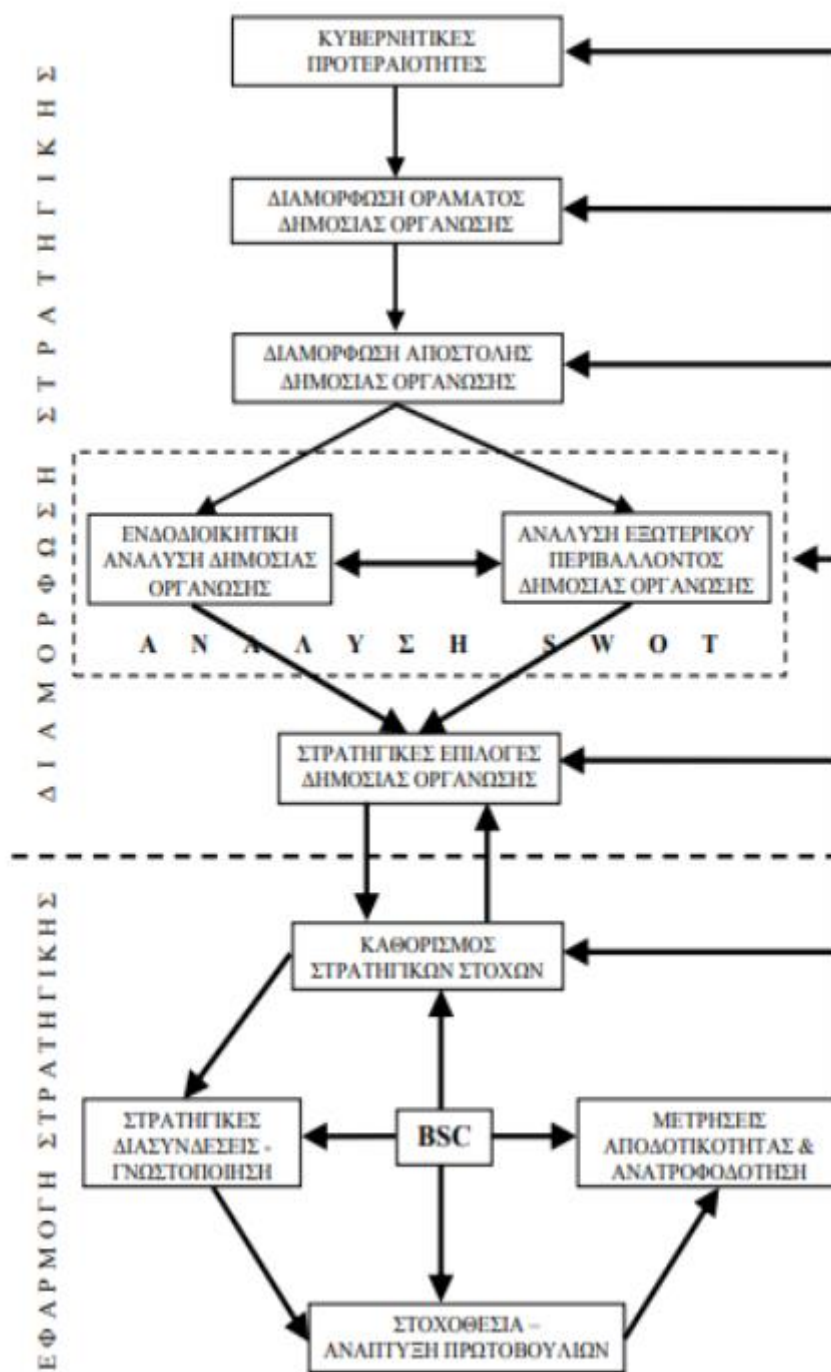 ΔΙΑΜΟΡΦΩΣΗ ΣΤΡΑΤΗΓΙΚΗΣ
ΚΥΒΕΡΝΗΤΙΚΕΣ
ΠΡΟΤΕΡΑΙΟΤΗΤΕΣ
ΔΙΑΜΟΡΦΩΣΗ ΟΡΑΜΑΤΟΣ
ΔΗΜΟΣΙΑΣ ΟΡΓΑΝΩΣΗΣ
ΔΙΑΜΟΡΦΩΣΗ ΑΠΟΣΤΟΛΗΣ
ΔΗΜΟΣΙΑΣ ΟΡΓΑΝΩΣΗΣ
ΕΝΔΟΔΙΟΙΚΗΤΙΚΗ
ΑΝΑΛΥΣΗ ΔΗΜΟΣΙΑΣ
ΟΡΓΑΝΩΣΗΣ
ΑΝΑΛΥΣΗ ΕΞΩΤΕΡΙΚΟΥ
ΠΕΡΙΒΑΛΛΟΝΤΟΣ
ΔΗΜΟΣΙΑΣ ΟΡΓΑΝΩΣΗΣ
ΑΝΑΛΥΣΗ SWOT
ΣΤΡΑΤΗΓΙΚΕΣ ΕΠΙΛΟΓΕΣ
ΔΗΜΟΣΙΑΣ ΟΡΓΑΝΩΣΗΣ
ΕΦΑΡΜΟΓΗ ΣΤΡΑΤΗΓΙΚΗΣ
ΚΑΘΟΡΙΣΜΟΣ
ΣΤΡΑΤΗΓΙΚΩΝ ΣΤΟΧΩΝ
ΣΤΡΑΤΗΓΙΚΕΣ
ΔΙΑΣΥΝΔΕΣΕΙΣ -
ΓΝΩΣΤΟΠΟΙΗΣΗ
BSC
ΜΕΤΡΗΣΕΙΣ
ΑΠΟΔΟΤΙΚΟΤΗΤΑΣ &
ΑΝΑΤΡΟΦΟΔΟΤΗΣΗ
ΣΤΟΧΟΘΕΣΙΑ –
ΑΝΑΠΤΥΞΗ ΠΡΩΤΟΒΟΥΛΙΩΝ